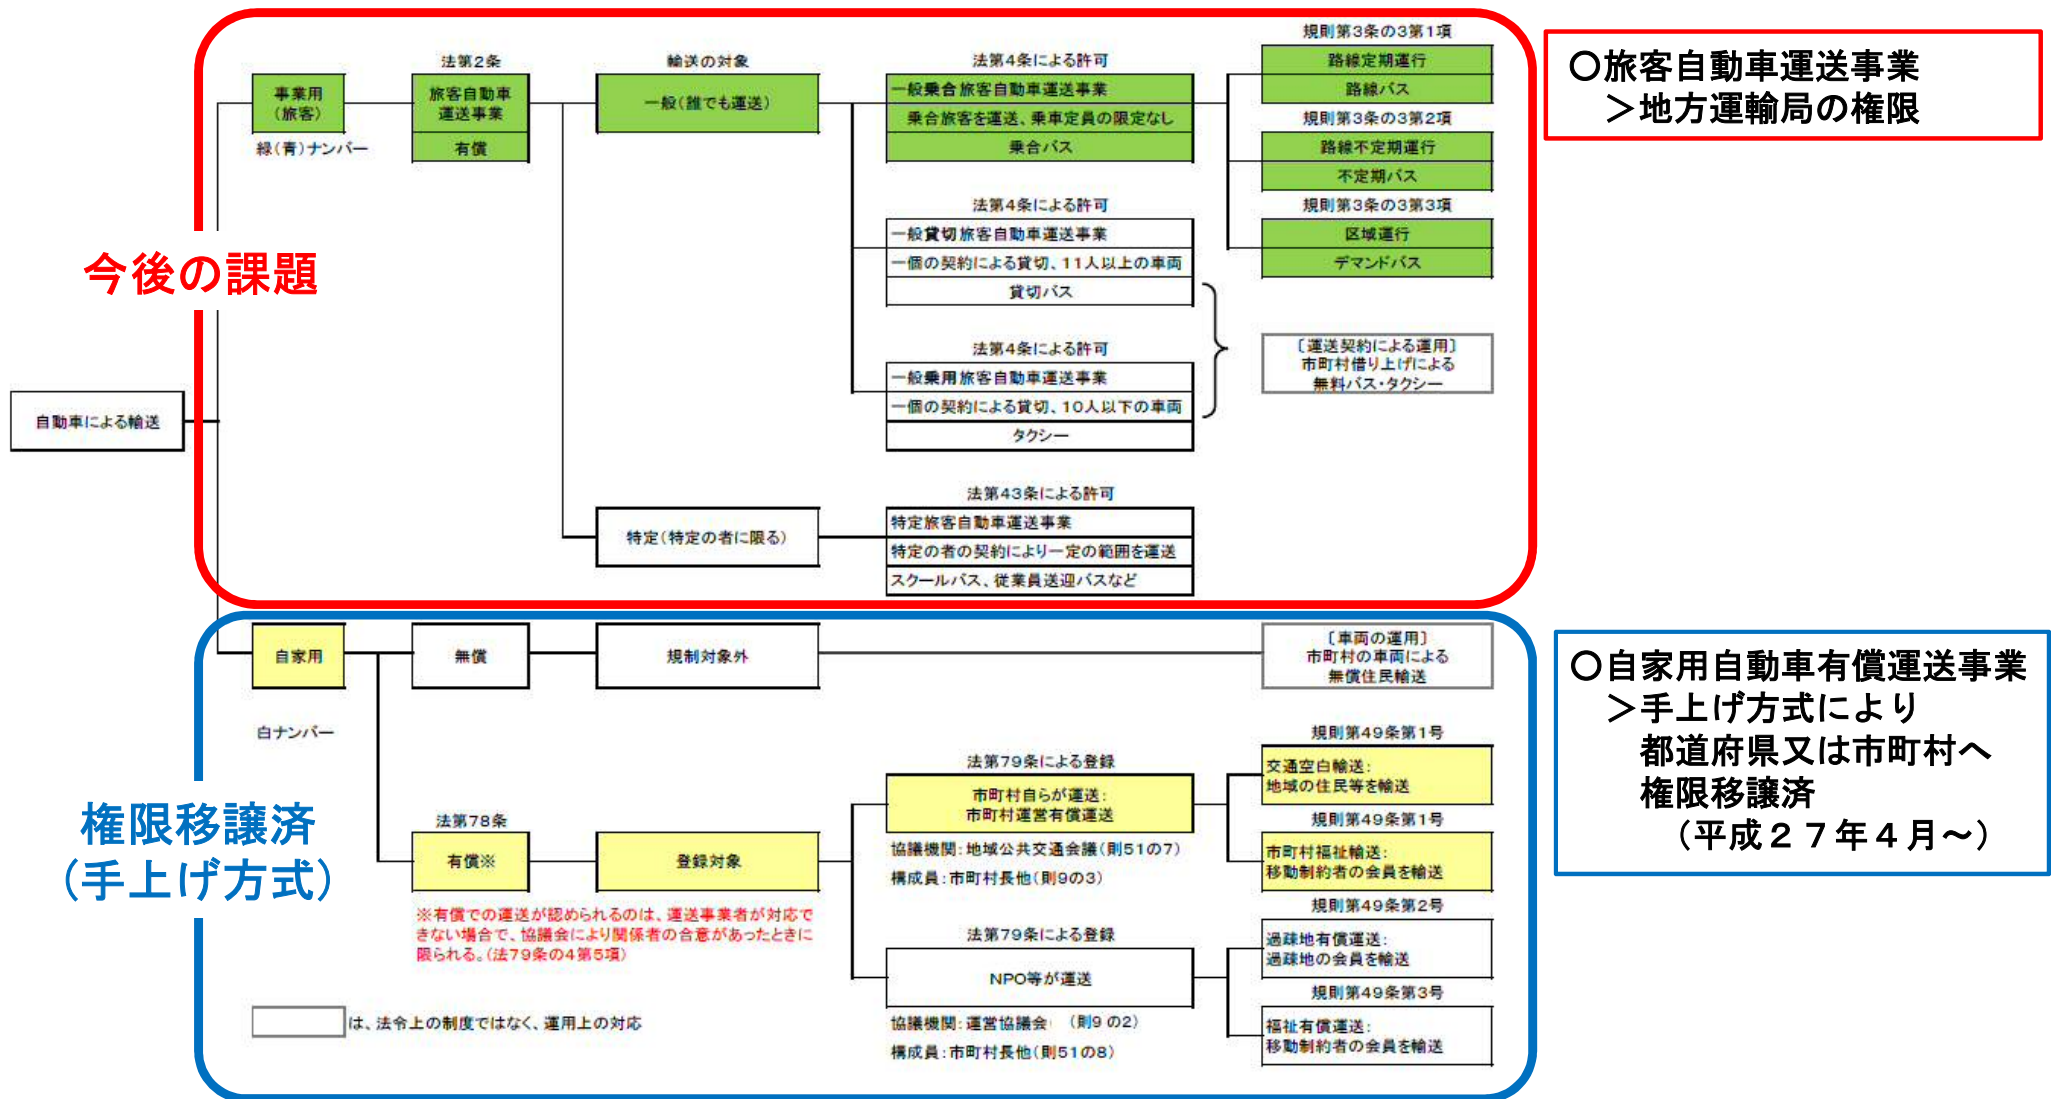 今後の課題
自動車による輸送
事業用
(旅客)
緑(青)ナンバー
法第2条
旅客自動車
運送事業
有償
輸送の対象
一般(誰でも運送)
法第4条による許可
一般乗合旅客自動車運送事業
乗合旅客を運送、乗車定員の限定なし
乗合バス
規則第3条の3第1項
路線定期運行
路線バス
規則第3条の3第2項
路線不定期運行
不定期バス
規則第3条の3第3項
区域運行
デマンドバス
法第4条による許可
一般貸切旅客自動車運送事業
一個の契約による貸切、11人以上の車両
貸切バス
法第4条による許可
一般乗用旅客自動車運送事業
一個の契約による貸切、10人以下の車両
タクシー
〔運送契約による運用〕
市町村借り上げによる
無料バス・タクシー
特定(特定の者に限る)
法第43条による許可
特定旅客自動車運送事業
特定の者の契約により一定の範囲を運送
スクールバス、従業員送迎バスなど
○旅客自動車運送事業
＞地方運輸局の権限
権限移譲済
(手上げ方式)
自家用
白ナンバー
無償
規制対象外
〔車両の運用〕
市町村の車両による
無償住民輸送
法第78条
有償※
登録対象
※有償での運送が認められるのは、運送事業者が対応で
きない場合で、協議会により関係者の合意があったときに
限られる。(法79条の4第5項)
法第79条による登録
市町村自らが運送:
市町村運営有償運送
協議機関:地域公共交通会議(則51の7)
構成員:市町村長他(則9の3)
規則第49条第1号
交通空白輸送:
地域の住民等を輸送
規則第49条第1号
市町村福祉輸送:
移動制約者の会員を輸送
法第79条による登録
NPO等が運送
協議機関:運営協議会 (則9の2)
構成員:市町村長他(則51の8)
規則第49条第2号
過疎地有償運送:
過疎地の会員を輸送
規則第49条第3号
福祉有償運送:
移動制約者の会員を輸送
は、法令上の制度ではなく、運用上の対応
○自家用自動車有償運送事業
＞手上げ方式により
都道府県又は市町村へ
権限移譲済
(平成２７年４月～)